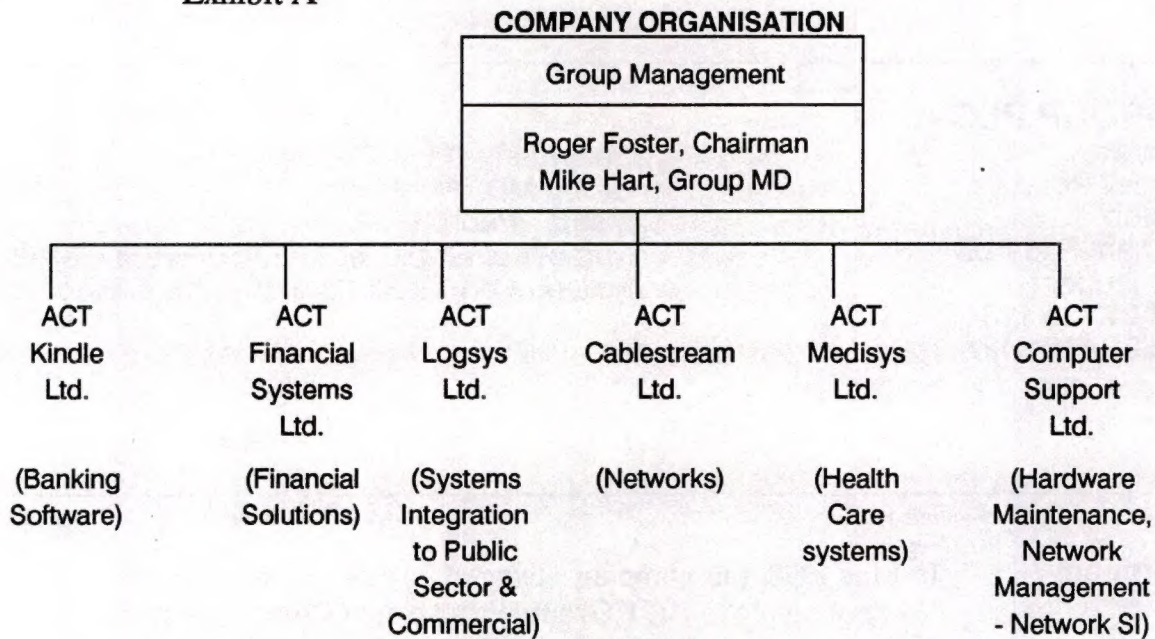 Exhibit A
COMPANY ORGANISATION
Group Management
Roger Foster, Chairman
Mike Hart, Group MD
ACT
Kindle
Ltd.
(Banking
Software)
ACT
Financial
Systems
Ltd.
(Financial
Solutions)
ACT
Logsys
Ltd.
(Systems
Integration
to Public
Sector &
Commercial)
ACT
Cablestream
Ltd.
(Networks)
ACT
Medisys
Ltd.
(Health
Care
systems)
ACT
Computer
Support
Ltd.
(Hardware
Maintenance,
Network
Management
- Network SI)